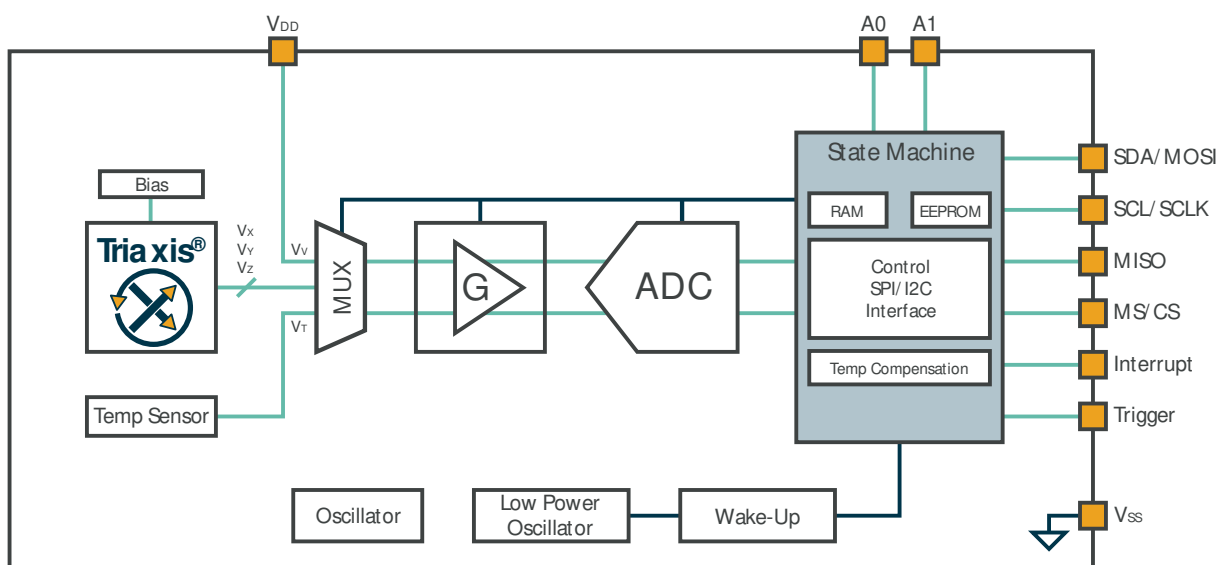 VDD
A0
A1
State Machine
SDA/MOSI
Bias
RAM
EEPROM
SCL/SCLK
Triaxis®
VX
VY
VZ
VV
MUX
G
ADC
Control
SPI/I2C
Interface
MISO
MS/CS
VT
Temp Compensation
Interrupt
Temp Sensor
Trigger
Oscillator
Low Power
Oscillator
Wake-Up
VSS